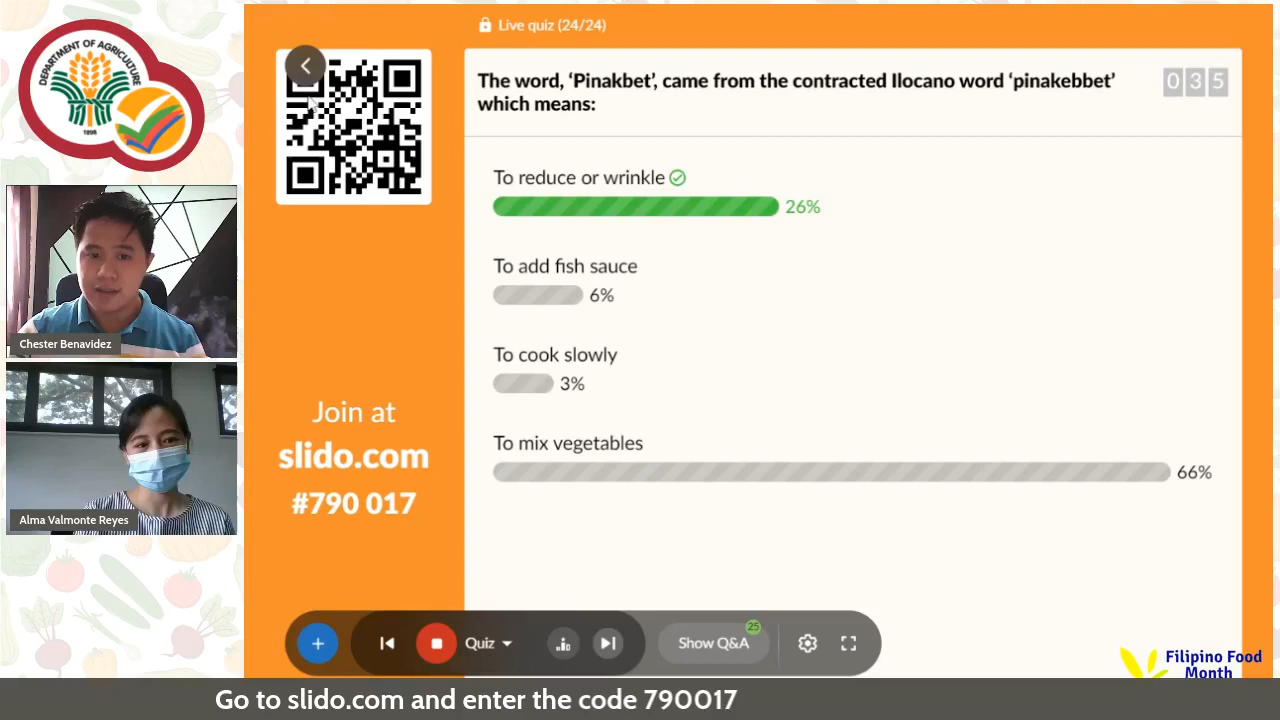 DEPARTMENT OF AGRICULTURE
1898
Chester Benavidez
Alma Valmonte Reyes
Join at
slido.com
#790 017
Live quiz (24/24)
The word, ‘Pinakbet’, came from the contracted Ilocano word ‘pinakebbet’
which means:
035
To reduce or wrinkle
26%
To add fish sauce
6%
To cook slowly
3%
To mix vegetables
66%
Quiz
Show Q&A
25
Filipino Food
Month
Go to slido.com and enter the code 790017